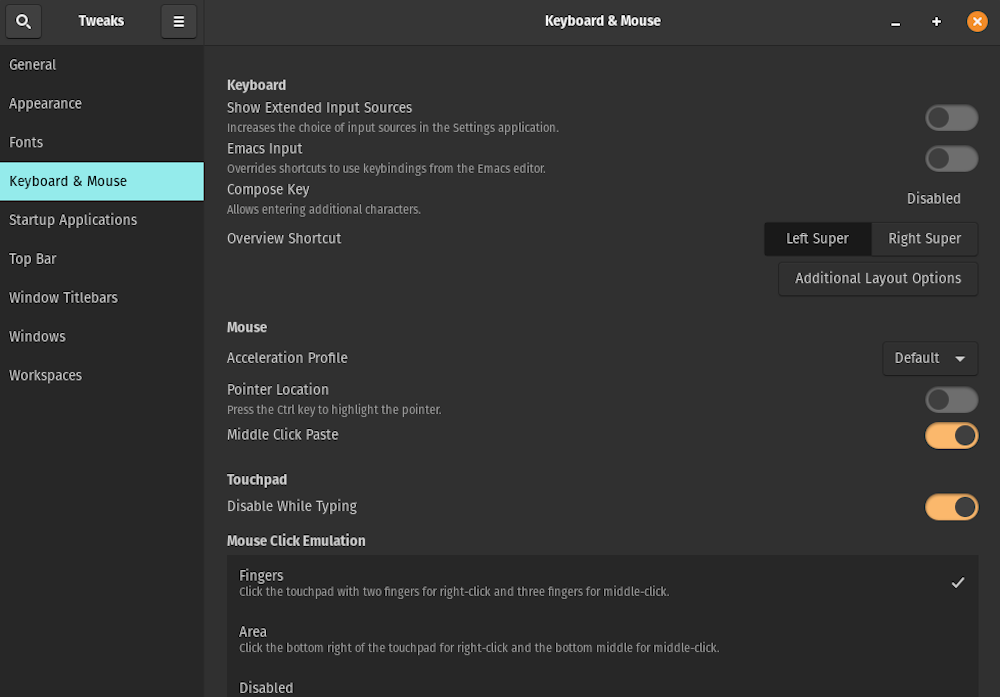 Tweaks
Keyboard & Mouse
General
Appearance
Fonts
Keyboard & Mouse
Startup Applications
Top Bar
Window Titlebars
Windows
Workspaces
Keyboard
Show Extended Input Sources
Increases the choice of input sources in the Settings application.
Emacs Input
Overrides shortcuts to use keybindings from the Emacs editor.
Compose Key
Disabled
Allows entering additional characters.
Overview Shortcut
Left Super
Right Super
Additional Layout Options
Mouse
Acceleration Profile
Default
Pointer Location
Press the Ctrl key to highlight the pointer.
Middle Click Paste
Touchpad
Disable While Typing
Mouse Click Emulation
Fingers
Click the touchpad with two fingers for right-click and three fingers for middle-click.
Area
Click the bottom right of the touchpad for right-click and the bottom middle for middle-click.
Disabled